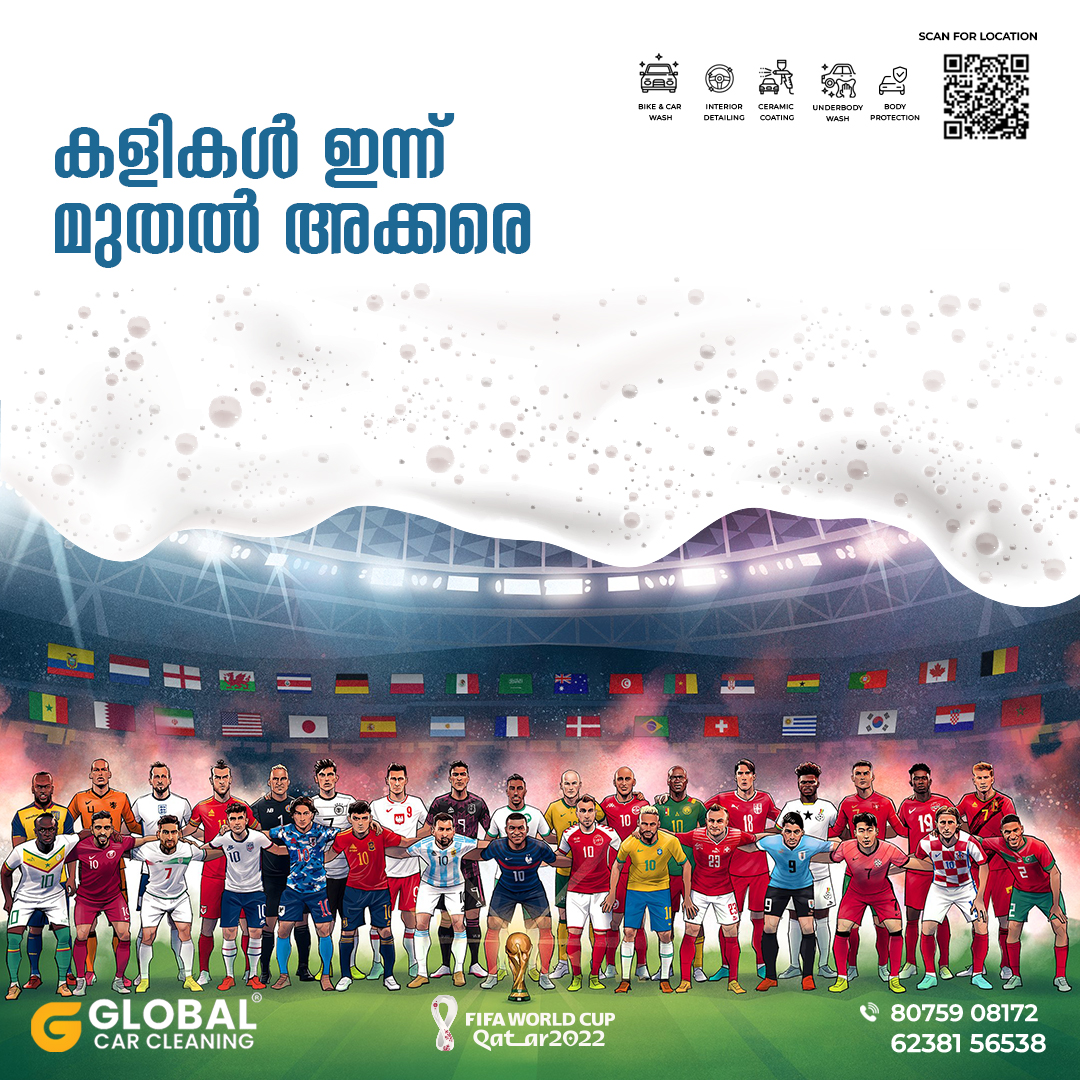 SCAN FOR LOCATION
BIKE & CAR
WASH
INTERIOR
DETAILING
CERAMIC
COATING
UNDERBODY
WASH
BODY
PROTECTION
കളികൾ ഇന്ന്
മുതൽ അക്കരെ
GLOBAL®
CAR CLEANING
FIFA WORLD CUP
Qatar2022
80759 08172
62381 56538